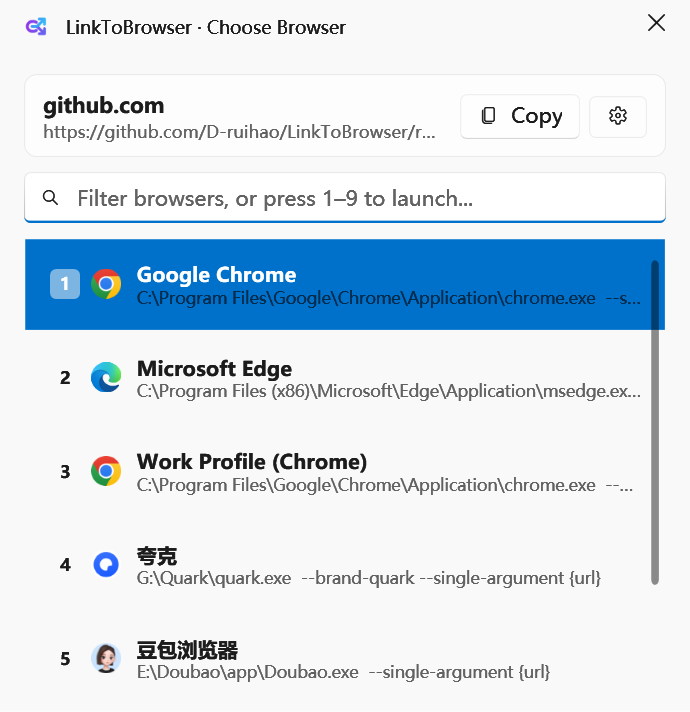 LinkToBrowser · Choose Browser
github.com
https://github.com/D-ruihao/LinkToBrowser/r...
Copy
Filter browsers, or press 1–9 to launch...
1
Google Chrome
C:\Program Files\Google\Chrome\Application\chrome.exe --s...
2
Microsoft Edge
C:\Program Files (x86)\Microsoft\Edge\Application\msedge.ex...
3
Work Profile (Chrome)
C:\Program Files\Google\Chrome\Application\chrome.exe --...
4
夸克
G:\Quark\quark.exe --brand-quark --single-argument {url}
5
豆包浏览器
E:\Doubao\app\Doubao.exe --single-argument {url}